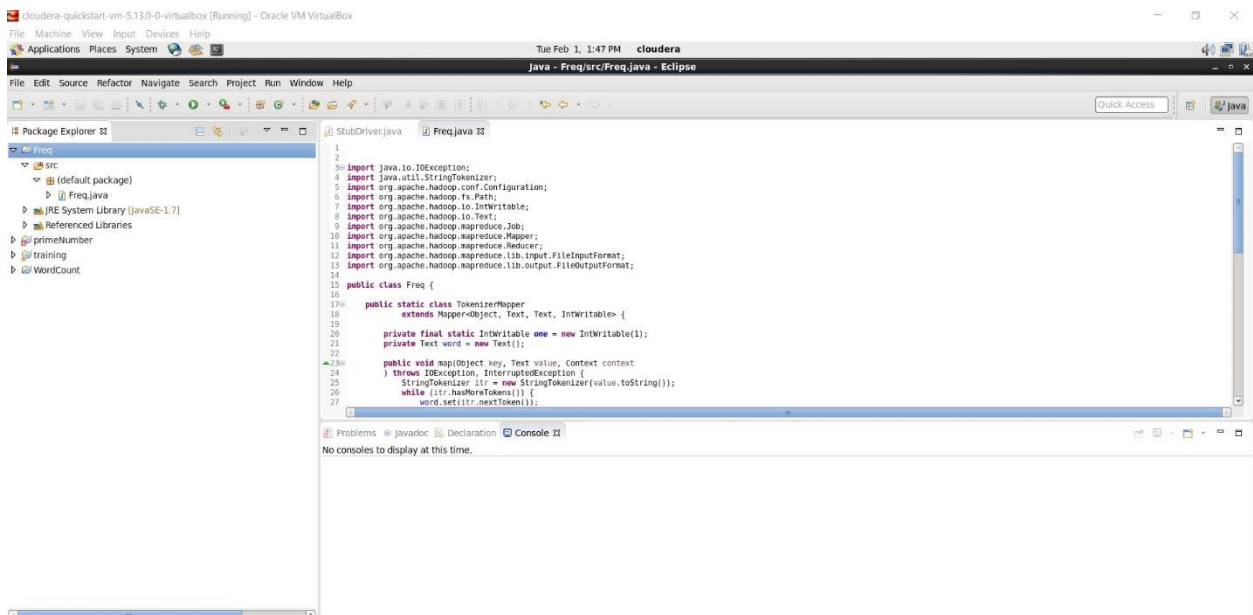 cloudera-quickstart-vm-5.13.0-0-virtualbox [Running] - Oracle VM VirtualBox
File Machine View Input Devices Help
Applications Places System
Tue Feb 1, 1:47 PM cloudera
Java - Freq/src/Freq.java - Eclipse
File Edit Source Refactor Navigate Search Project Run Window Help
Quick Access
Java
Package Explorer
Freq
src
(default package)
Freq.java
JRE System Library [JavaSE-1.7]
Referenced Libraries
primeNumber
training
WordCount
StubDriver.java Freq.java
1
2
3 import java.io.IOException;
4 import java.util.StringTokenizer;
5 import org.apache.hadoop.conf.Configuration;
6 import org.apache.hadoop.fs.Path;
7 import org.apache.hadoop.io.IntWritable;
8 import org.apache.hadoop.io.Text;
9 import org.apache.hadoop.mapreduce.Job;
10 import org.apache.hadoop.mapreduce.Mapper;
11 import org.apache.hadoop.mapreduce.Reducer;
12 import org.apache.hadoop.mapreduce.lib.input.FileInputFormat;
13 import org.apache.hadoop.mapreduce.lib.output.FileOutputFormat;
14
15 public class Freq {
16
17 public static class TokenizerMapper
18 extends Mapper<Object, Text, Text, IntWritable> {
19
20 private final static IntWritable one = new IntWritable(1);
21 private Text word = new Text();
22
23 public void map(Object key, Text value, Context context
24 ) throws IOException, InterruptedException {
25 StringTokenizer itr = new StringTokenizer(value.toString());
26 while (itr.hasMoreTokens()) {
27 word.set(itr.nextToken());
Problems Javadoc Declaration Console
No consoles to display at this time.